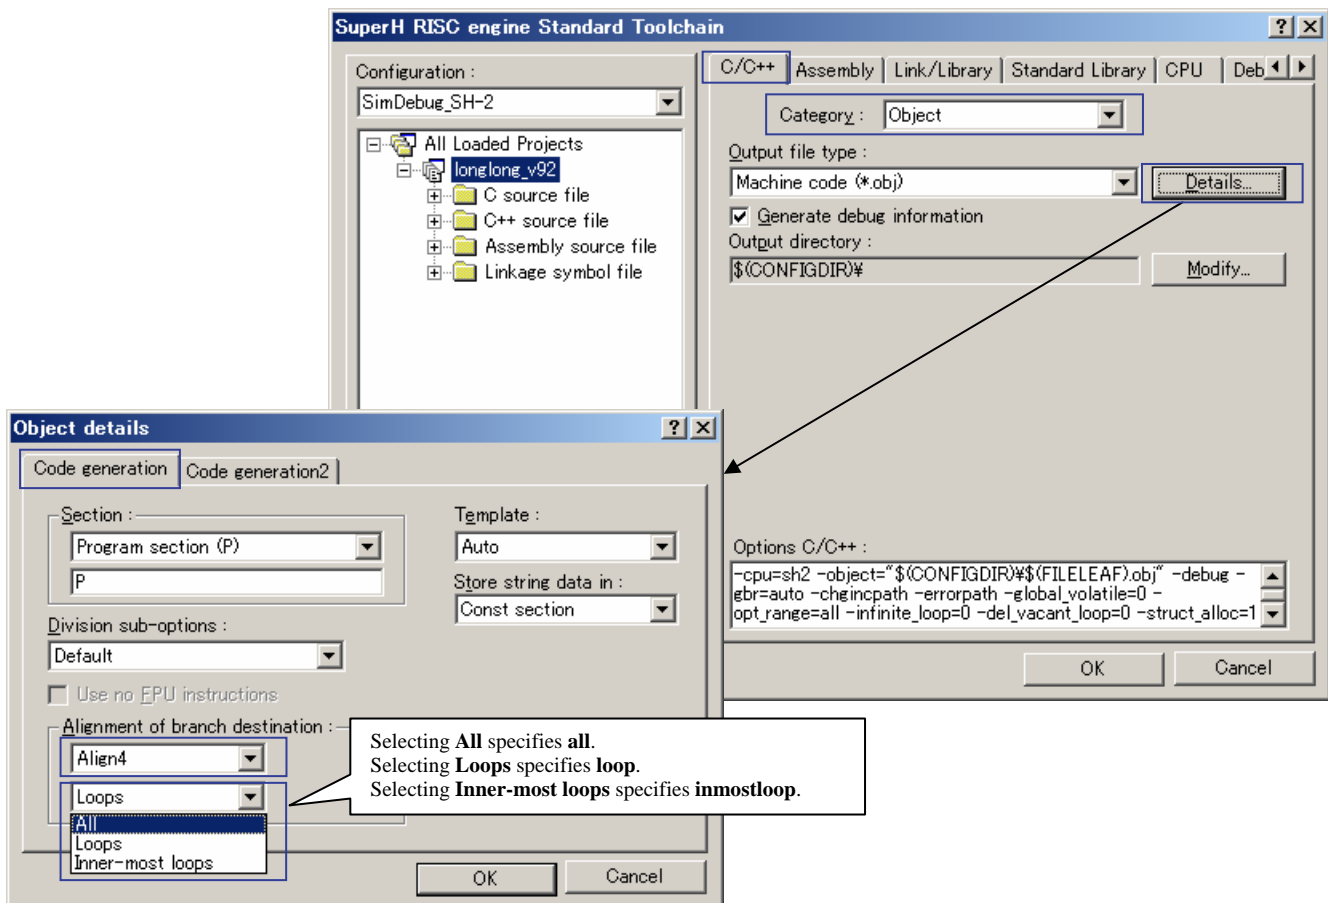 SuperH RISC engine Standard Toolchain
Configuration :
SimDebug_SH-2
All Loaded Projects
longlong_v92
C source file
C++ source file
Assembly source file
Linkage symbol file
C/C++ Assembly Link/Library Standard Library CPU Deb
Category : Object
Output file type :
Machine code (*.obj) Details...
Generate debug information
Output directory :
$(CONFIGDIR)¥ Modify...
Options C/C++ :
-cpu=sh2 -object="$(CONFIGDIR)¥$(FILELEAF).obj" -debug -
gbr=auto -chgincpath -errorpath -global_volatile=0 -
opt_range=all -infinite_loop=0 -del_vacant_loop=0 -struct_alloc=1
OK Cancel
Object details
Code generation Code generation2
Section :
Program section (P)
P
Division sub-options :
Default
Use no FPU instructions
Alignment of branch destination :
Align4
Loops
All
Loops
Inner-most loops
Template :
Auto
Store string data in :
Const section
Selecting All specifies all.
Selecting Loops specifies loop.
Selecting Inner-most loops specifies inmostloop.
OK Cancel